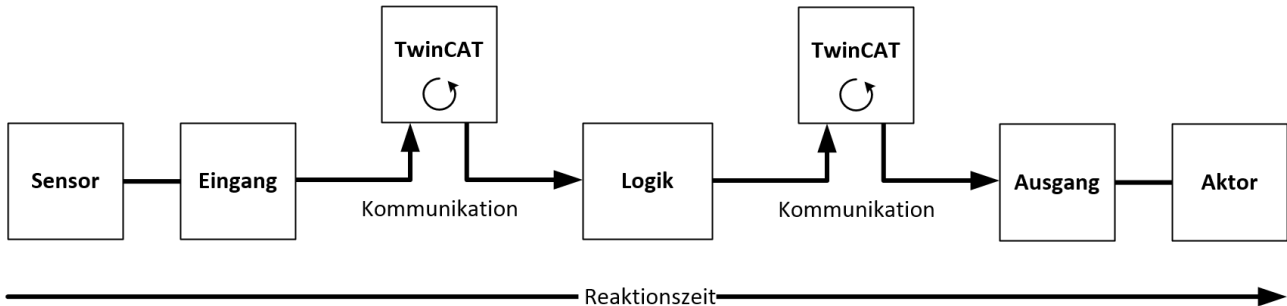 TwinCAT
TwinCAT
Sensor
Eingang
Kommunikation
Logik
Kommunikation
Ausgang
Aktor
Reaktionszeit